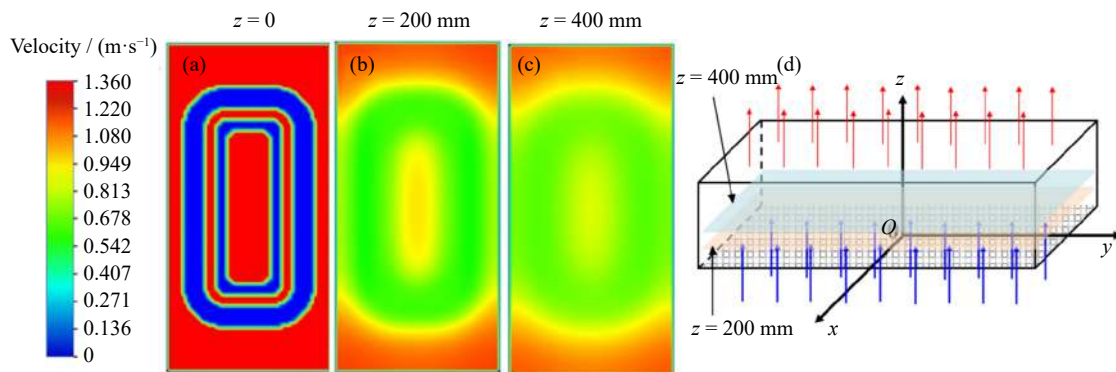 z = 0
z = 200 mm
z = 400 mm
Velocity / (m·s⁻¹)
1.360
1.220
1.080
0.949
0.813
0.678
0.542
0.407
0.271
0.136
0
(a)
(b)
(c)
(d)
z = 400 mm
z
O
y
x
z = 200 mm